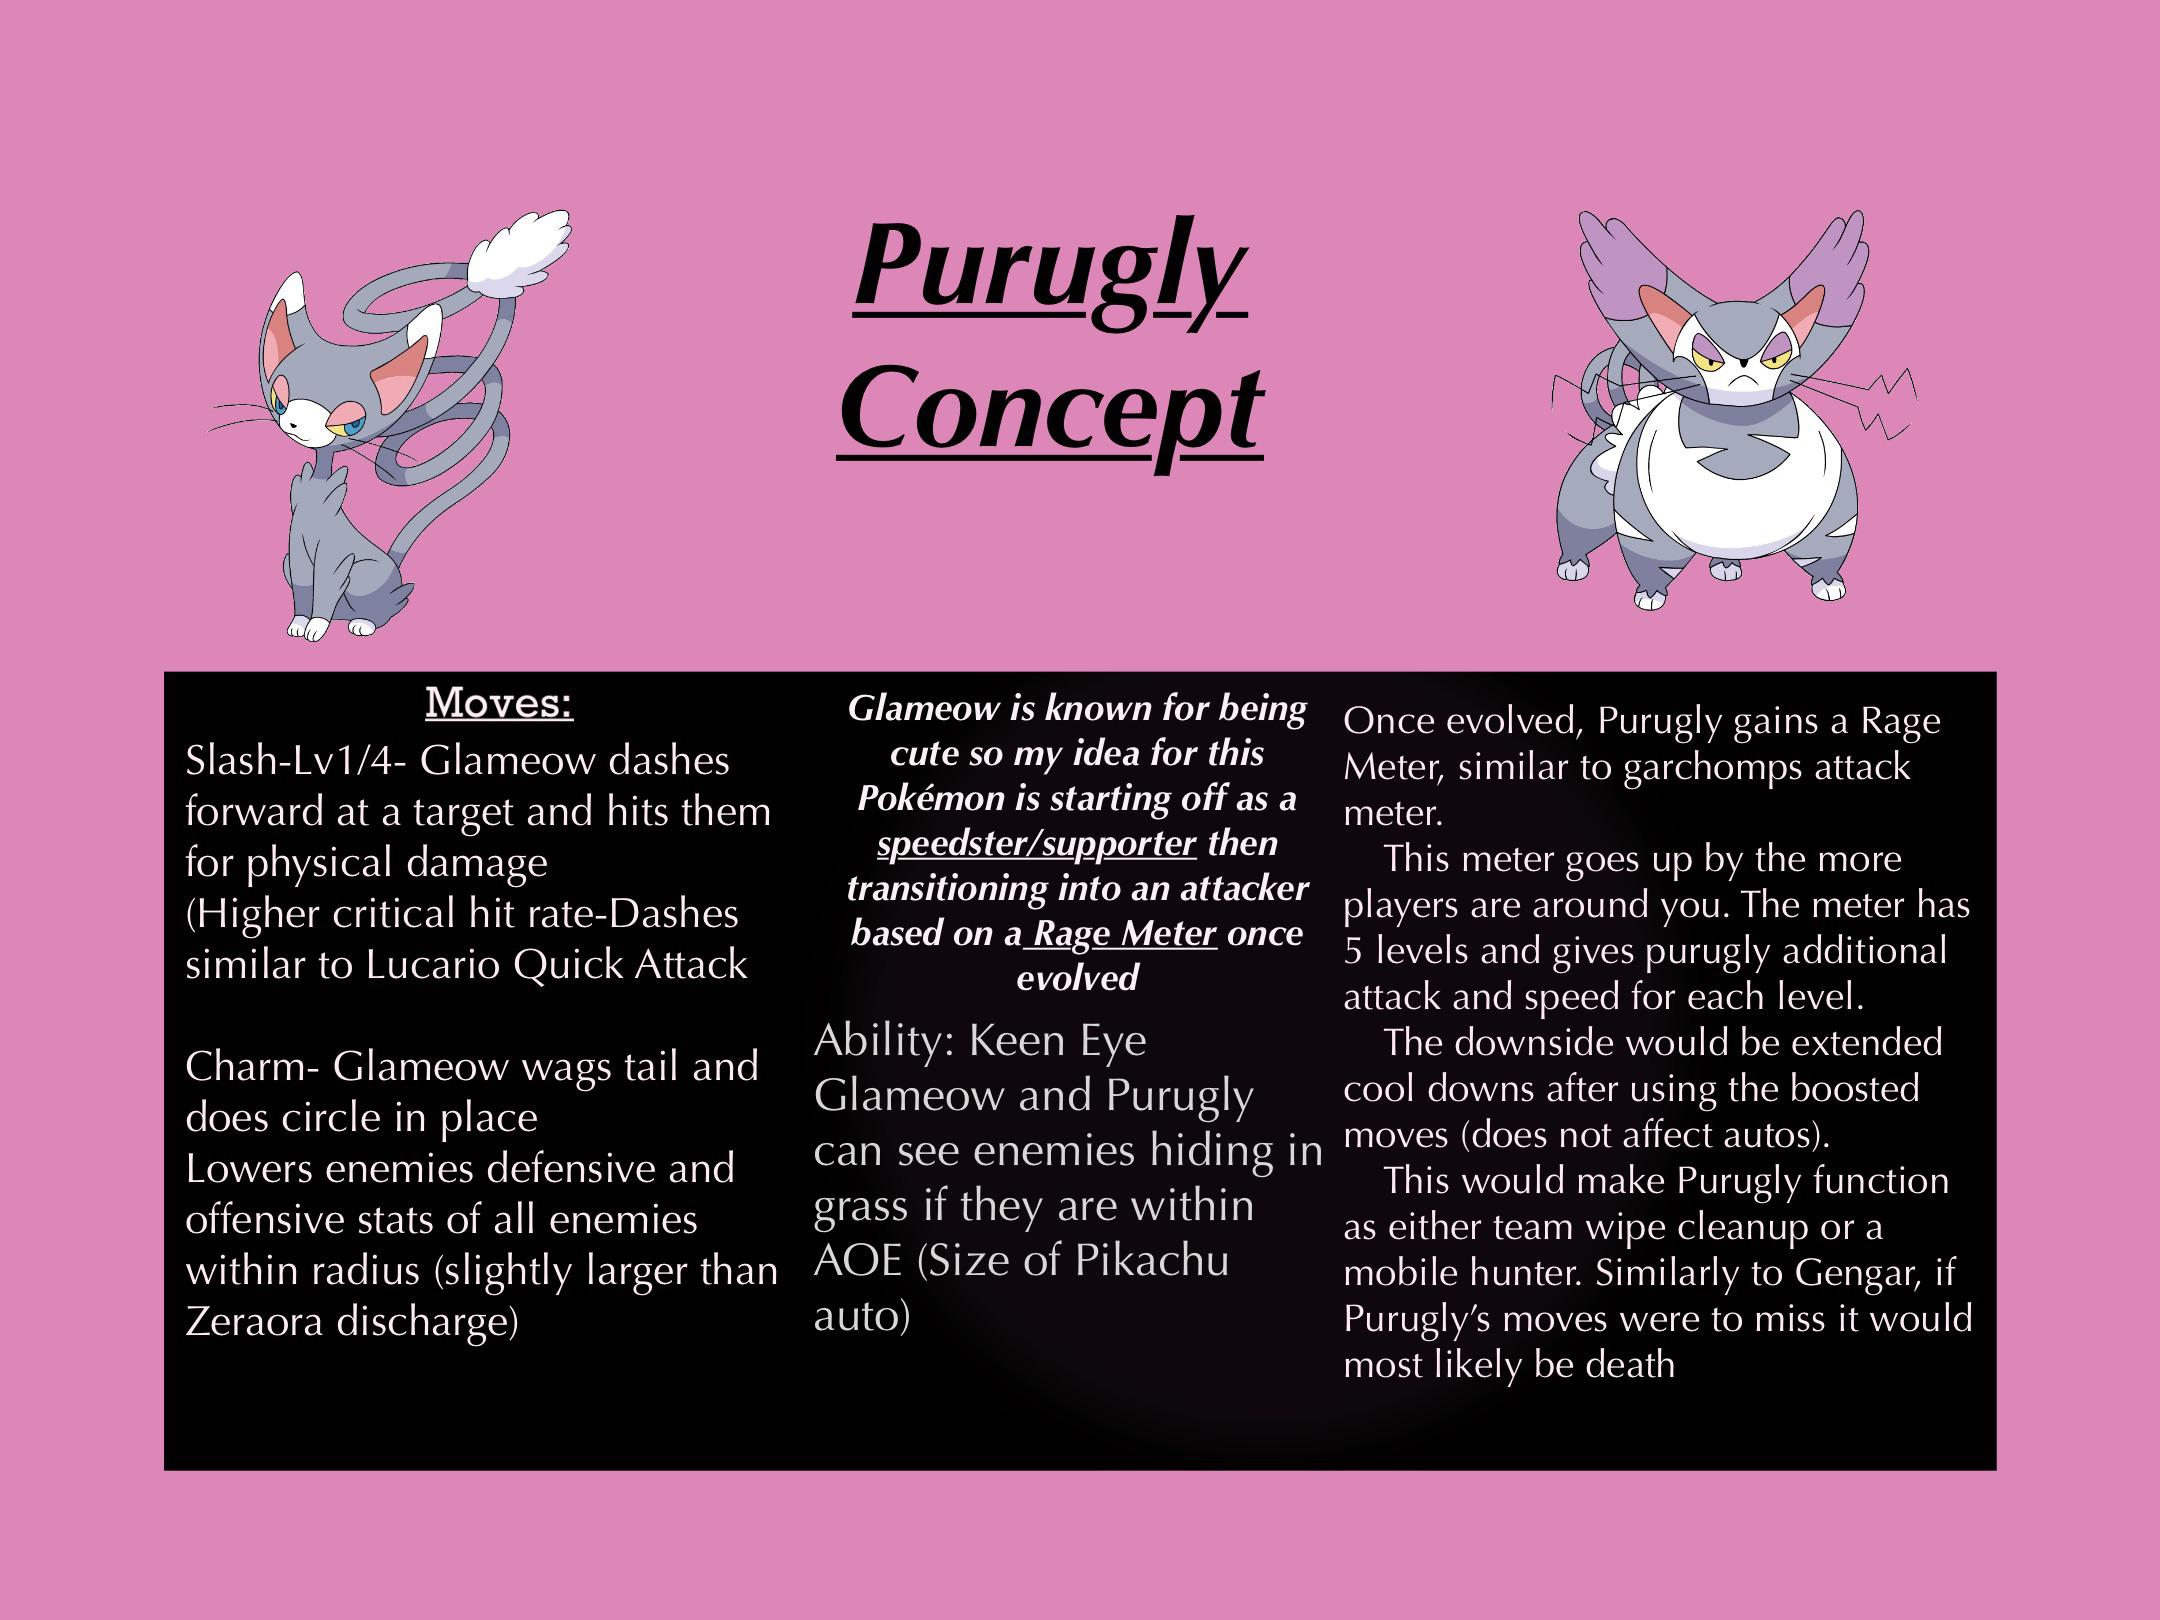 Purugly
Concept
Moves:
Slash-Lv1/4- Glameow dashes
forward at a target and hits them
for physical damage
(Higher critical hit rate-Dashes
similar to Lucario Quick Attack
Charm- Glameow wags tail and
does circle in place
Lowers enemies defensive and
offensive stats of all enemies
within radius (slightly larger than
Zeraora discharge)
Glameow is known for being
cute so my idea for this
Pokémon is starting off as a
speedster/supporter then
transitioning into an attacker
based on a Rage Meter once
evolved
Ability: Keen Eye
Glameow and Purugly
can see enemies hiding in
grass if they are within
AOE (Size of Pikachu
auto)
Once evolved, Purugly gains a Rage
Meter, similar to garchomps attack
meter.
This meter goes up by the more
players are around you. The meter has
5 levels and gives purugly additional
attack and speed for each level.
The downside would be extended
cool downs after using the boosted
moves (does not affect autos).
This would make Purugly function
as either team wipe cleanup or a
mobile hunter. Similarly to Gengar, if
Purugly’s moves were to miss it would
most likely be death